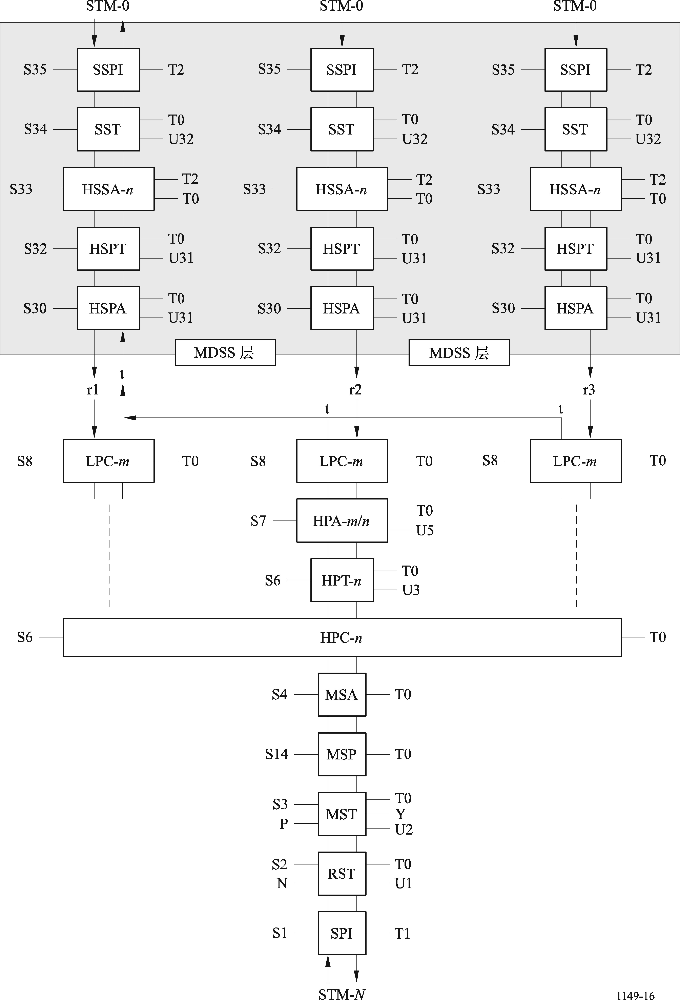 STM-0 STM-0 STM-0
S35 SSPI T2 S35 SSPI T2 S35 SSPI T2
T0 T0 T0
S34 SST S34 SST S34 SST
U32 U32 U32
T2 T2 T2
S33 HSSA-n S33 HSSA-n S33 HSSA-n
T0 T0 T0
T0 T0 T0
S32 HSPT S32 HSPT S32 HSPT
U31 U31 U31
T0 T0 T0
S30 HSPA S30 HSPA S30 HSPA
U31 U31 U31
MDSS 层 MDSS 层
t
r1 r2 r3
t t
S8 LPC-m T0 S8 LPC-m T0 S8 LPC-m T0
T0
S7 HPA-m/n
U5
T0
S6 HPT-n
U3
S6 HPC-n T0
S4 MSA T0
S14 MSP T0
S3 T0
MST Y
P U2
S2 T0
RST
N U1
S1 SPI T1
STM-N
1149-16